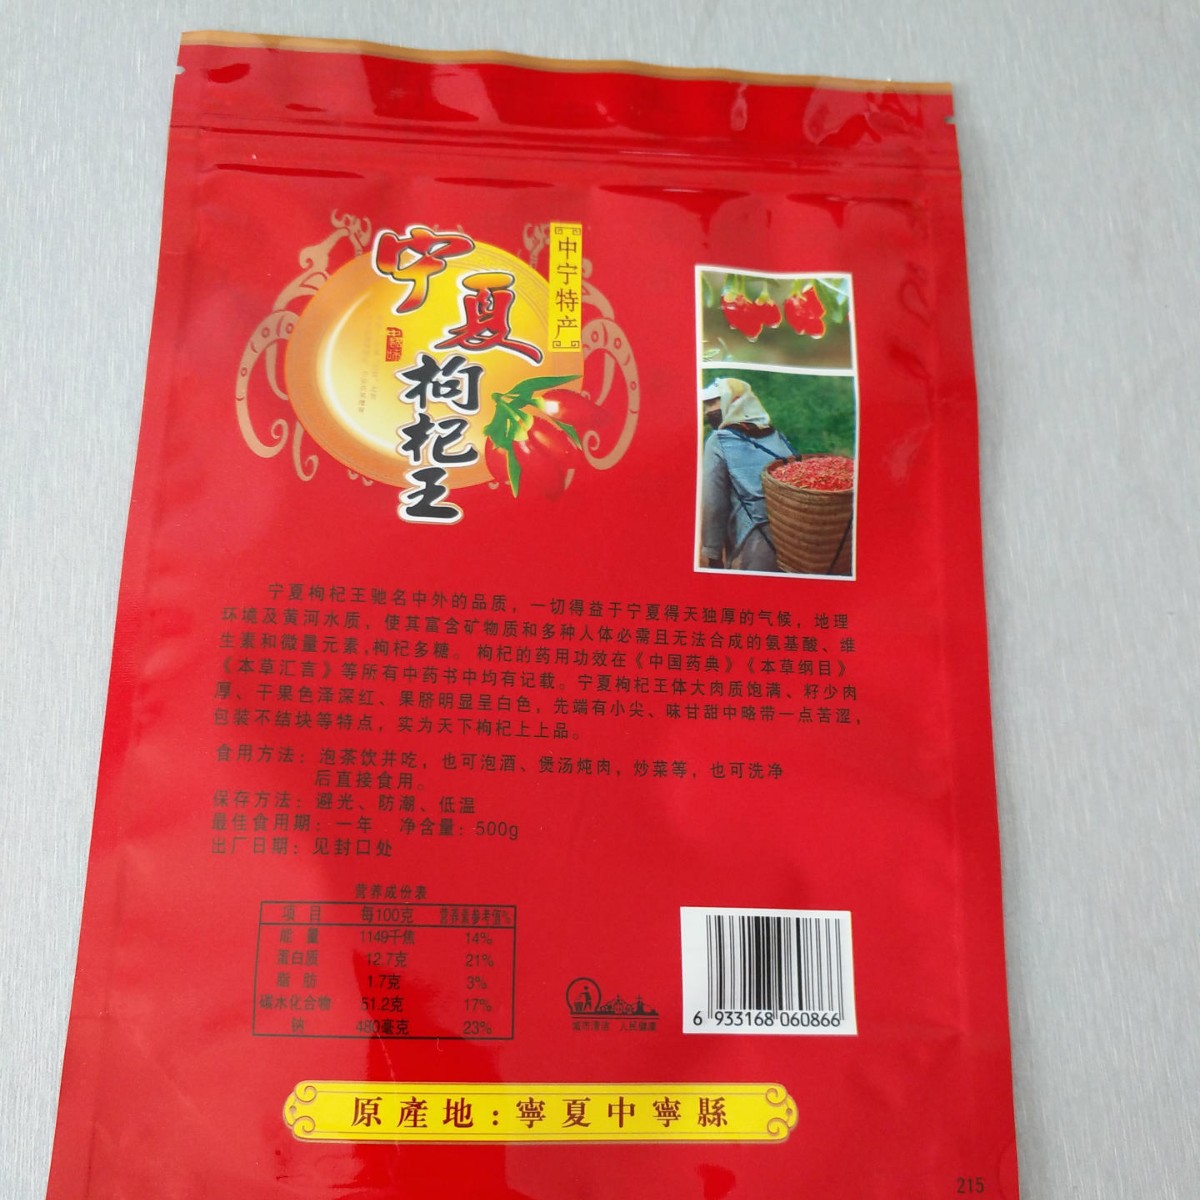 宁夏枸杞王
中宁特产
宁夏枸杞王驰名中外的品质，一切得益于宁夏得天独厚的气候，地理
环境及黄河水质，使其富含矿物质和多种人体必需且无法合成的氨基酸、维
生素和微量元素,枸杞多糖。枸杞的药用功效在《中国药典》《本草纲目》
《本草汇言》等所有中药书中均有记载。宁夏枸杞王体大肉质饱满、籽少肉
厚、干果色泽深红、果脐明显呈白色，先端有小尖、味甘甜中略带一点苦涩，
包装不结块等特点，实为天下枸杞上上品。
食用方法：泡茶饮并吃，也可泡酒、煲汤炖肉，炒菜等，也可洗净
后直接食用。
保存方法：避光、防潮、低温
最佳食用期：一年 净含量：500g
出厂日期：见封口处
营养成份表
项 目 每100克 营养素参考值%
能 量 1149千焦 14%
蛋白质 12.7克 21%
脂 肪 1.7克 3%
碳水化合物 51.2克 17%
钠 480毫克 23%
城市清洁 人民健康
6 933168 060866
原產地:寧夏中寧縣
215